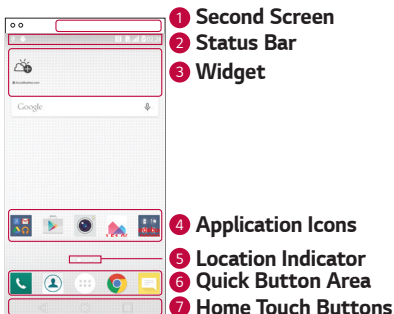 1 Second Screen
2 Status Bar
3 Widget
Google
4 Application Icons
5 Location Indicator
6 Quick Button Area
7 Home Touch Buttons